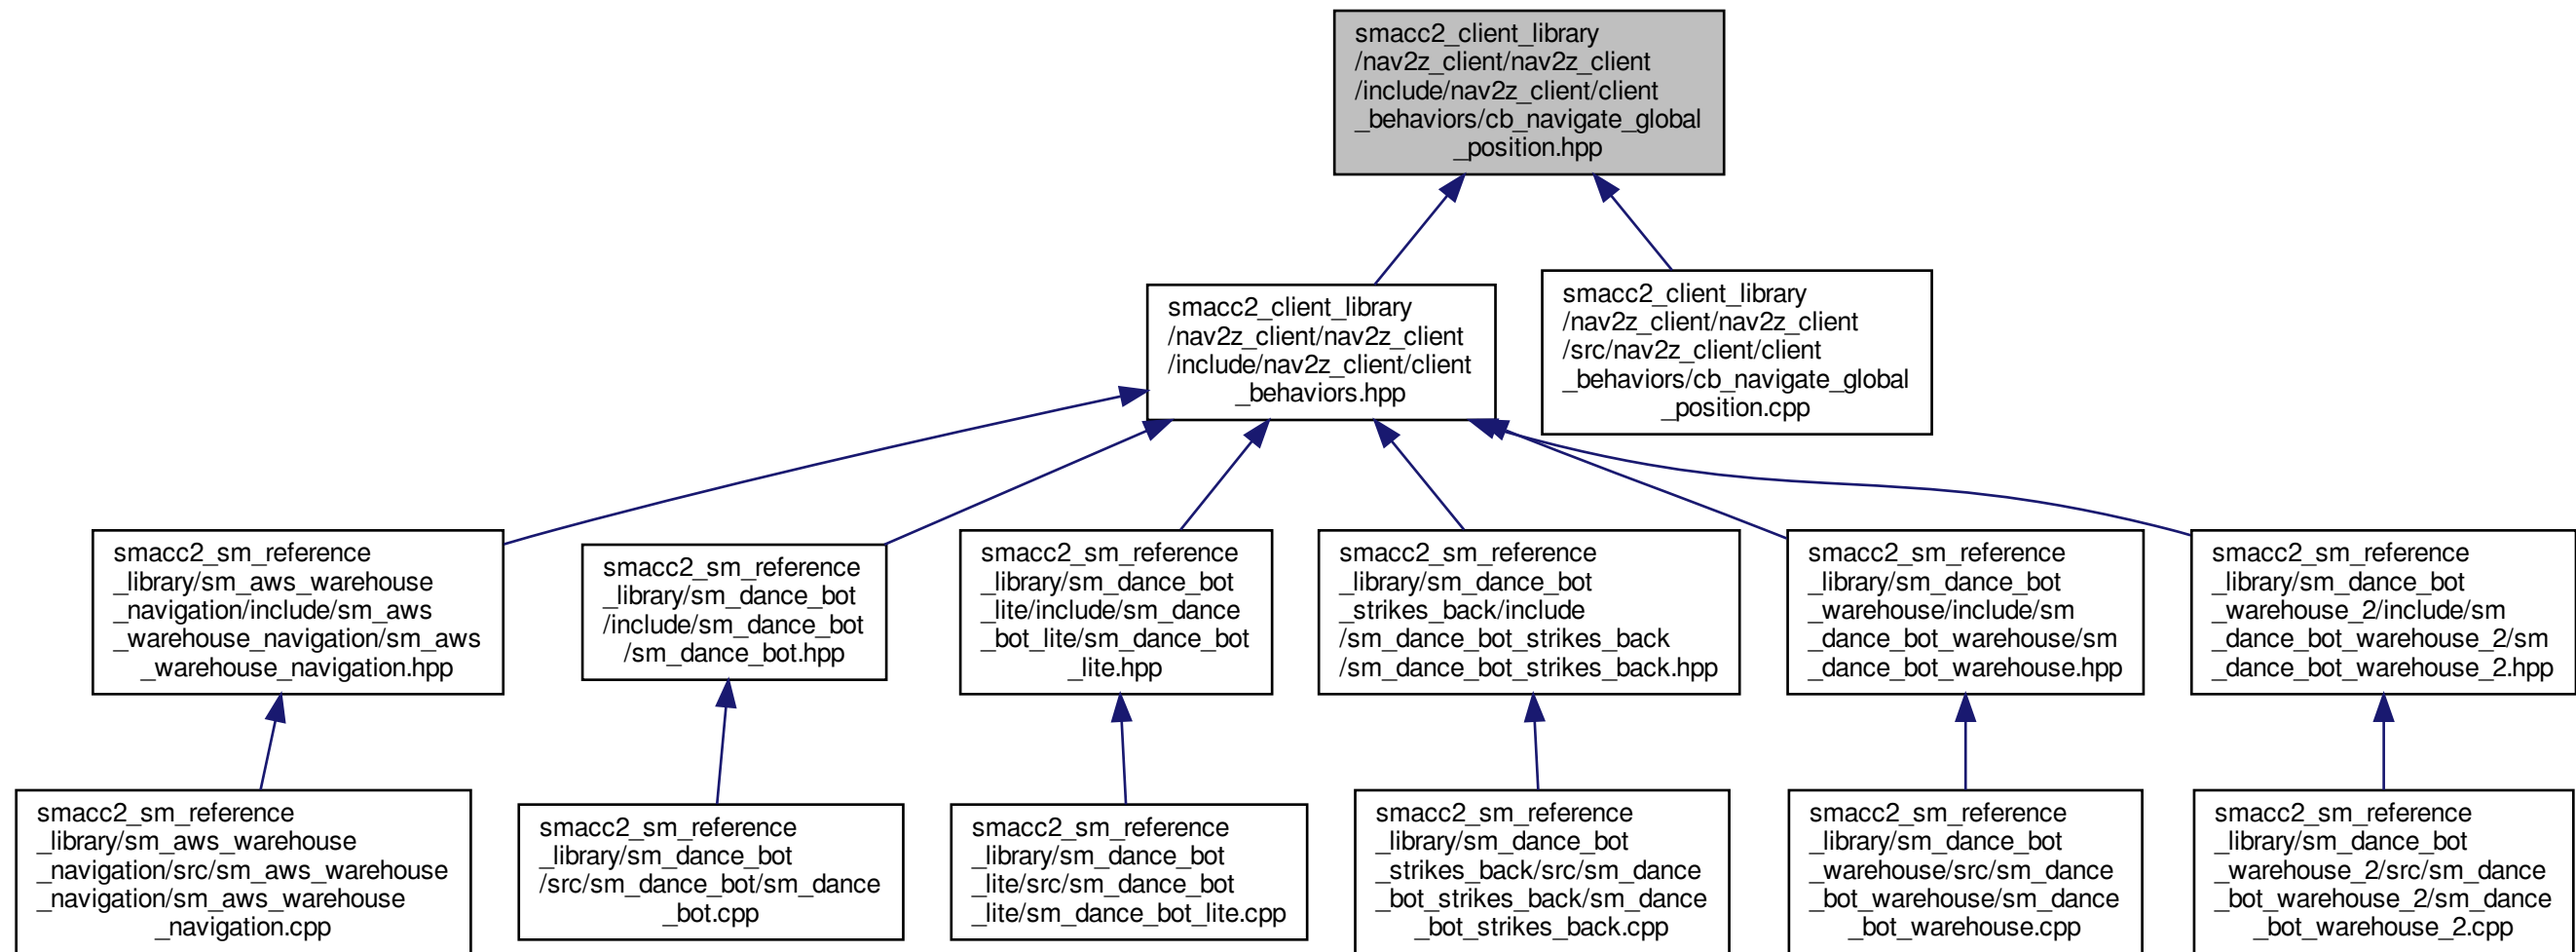 smacc2_client_library
/nav2z_client/nav2z_client
/include/nav2z_client/client
_behaviors/cb_navigate_global
_position.hpp
smacc2_client_library
/nav2z_client/nav2z_client
/include/nav2z_client/client
_behaviors.hpp
smacc2_client_library
/nav2z_client/nav2z_client
/src/nav2z_client/client
_behaviors/cb_navigate_global
_position.cpp
smacc2_sm_reference
_library/sm_aws_warehouse
_navigation/include/sm_aws
_warehouse_navigation/sm_aws
_warehouse_navigation.hpp
smacc2_sm_reference
_library/sm_dance_bot
/include/sm_dance_bot
/sm_dance_bot.hpp
smacc2_sm_reference
_library/sm_dance_bot
_lite/include/sm_dance
_bot_lite/sm_dance_bot
_lite.hpp
smacc2_sm_reference
_library/sm_dance_bot
_strikes_back/include
/sm_dance_bot_strikes_back
/sm_dance_bot_strikes_back.hpp
smacc2_sm_reference
_library/sm_dance_bot
_warehouse/include/sm
_dance_bot_warehouse/sm
_dance_bot_warehouse.hpp
smacc2_sm_reference
_library/sm_dance_bot
_warehouse_2/include/sm
_dance_bot_warehouse_2/sm
_dance_bot_warehouse_2.hpp
smacc2_sm_reference
_library/sm_aws_warehouse
_navigation/src/sm_aws_warehouse
_navigation/sm_aws_warehouse
_navigation.cpp
smacc2_sm_reference
_library/sm_dance_bot
/src/sm_dance_bot/sm_dance
_bot.cpp
smacc2_sm_reference
_library/sm_dance_bot
_lite/src/sm_dance_bot
_lite/sm_dance_bot_lite.cpp
smacc2_sm_reference
_library/sm_dance_bot
_strikes_back/src/sm_dance
_bot_strikes_back/sm_dance
_bot_strikes_back.cpp
smacc2_sm_reference
_library/sm_dance_bot
_warehouse/src/sm_dance
_bot_warehouse/sm_dance
_bot_warehouse.cpp
smacc2_sm_reference
_library/sm_dance_bot
_warehouse_2/src/sm_dance
_bot_warehouse_2/sm_dance
_bot_warehouse_2.cpp